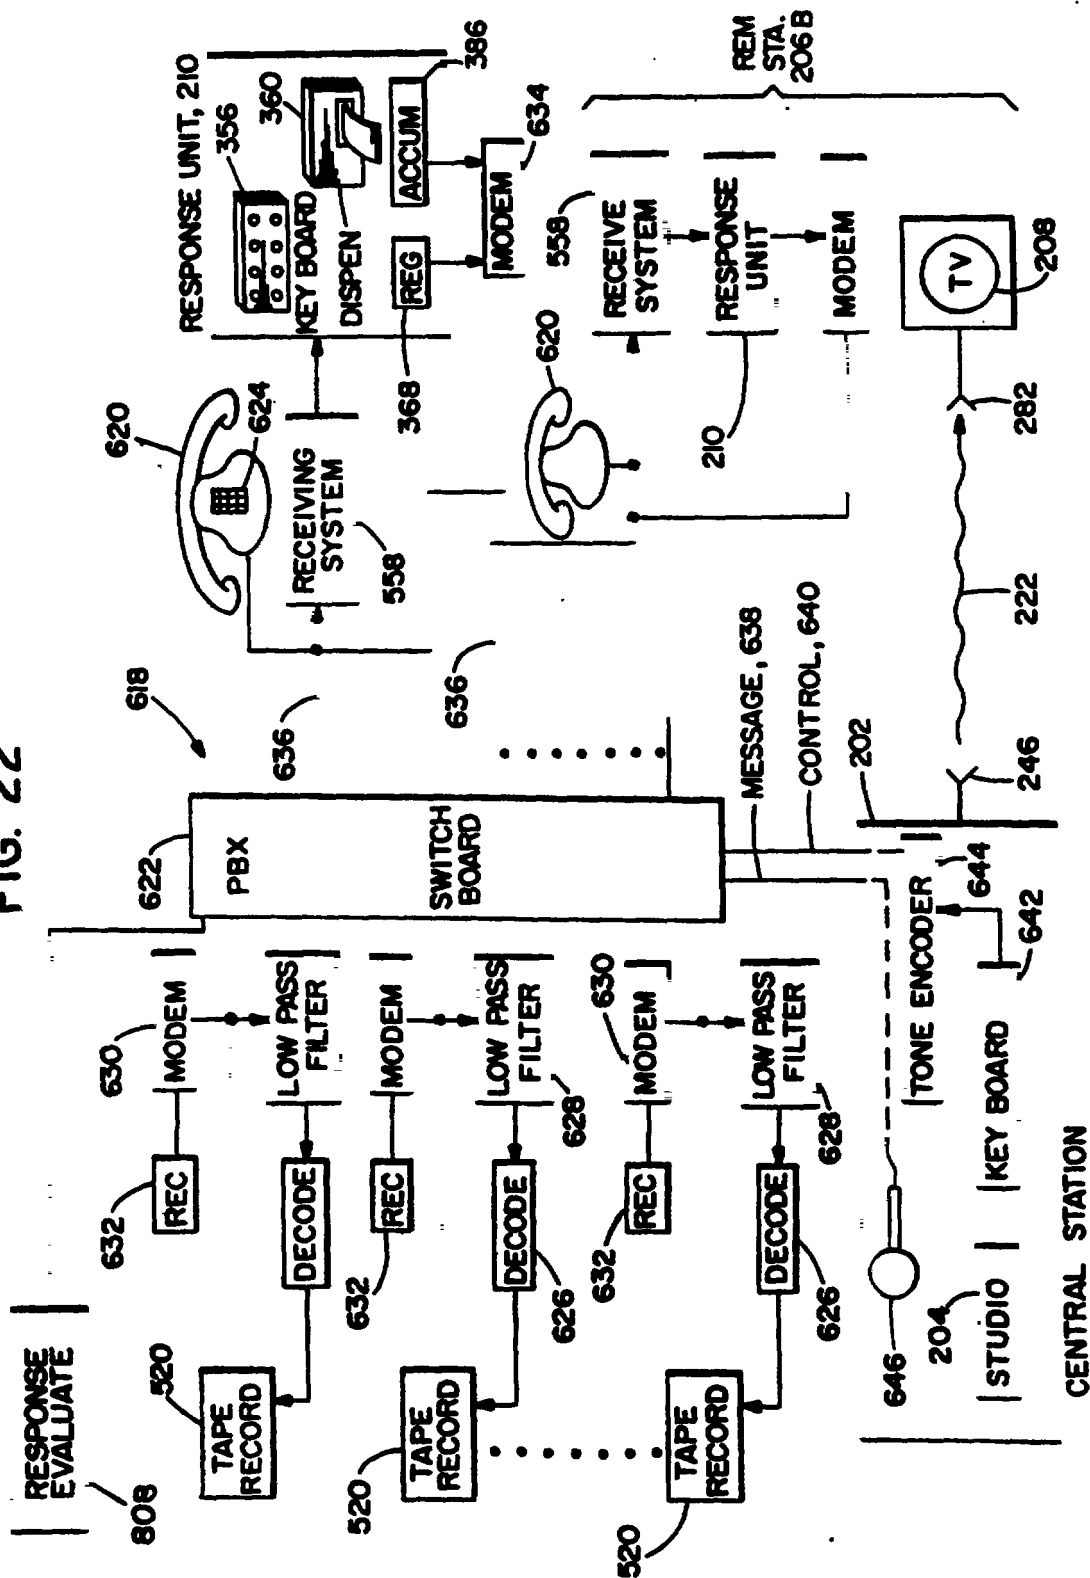 FIG. 22
RESPONSE
EVALUATE
808
520
TAPE
RECORD
520
TAPE
RECORD
520
TAPE
RECORD
632
REC
630
MODEM
DECODE
LOW PASS
FILTER
632
REC
MODEM
626
DECODE
628
LOW PASS
FILTER
632
REC
630
MODEM
626
DECODE
628
LOW PASS
FILTER
622
PBX
SWITCH
BOARD
618
636
636
620
624
RECEIVING
SYSTEM
558
RESPONSE UNIT, 210
356
KEY BOARD
360
DISPEN
386
ACCUM
368
REG
MODEM
634
REM
STA.
206B
620
558
RECEIVE
SYSTEM
210
RESPONSE
UNIT
MODEM
MESSAGE, 638
CONTROL, 640
202
246
222
282
TV
208
646
204
STUDIO
KEY BOARD
642
TONE ENCODER
644
CENTRAL STATION